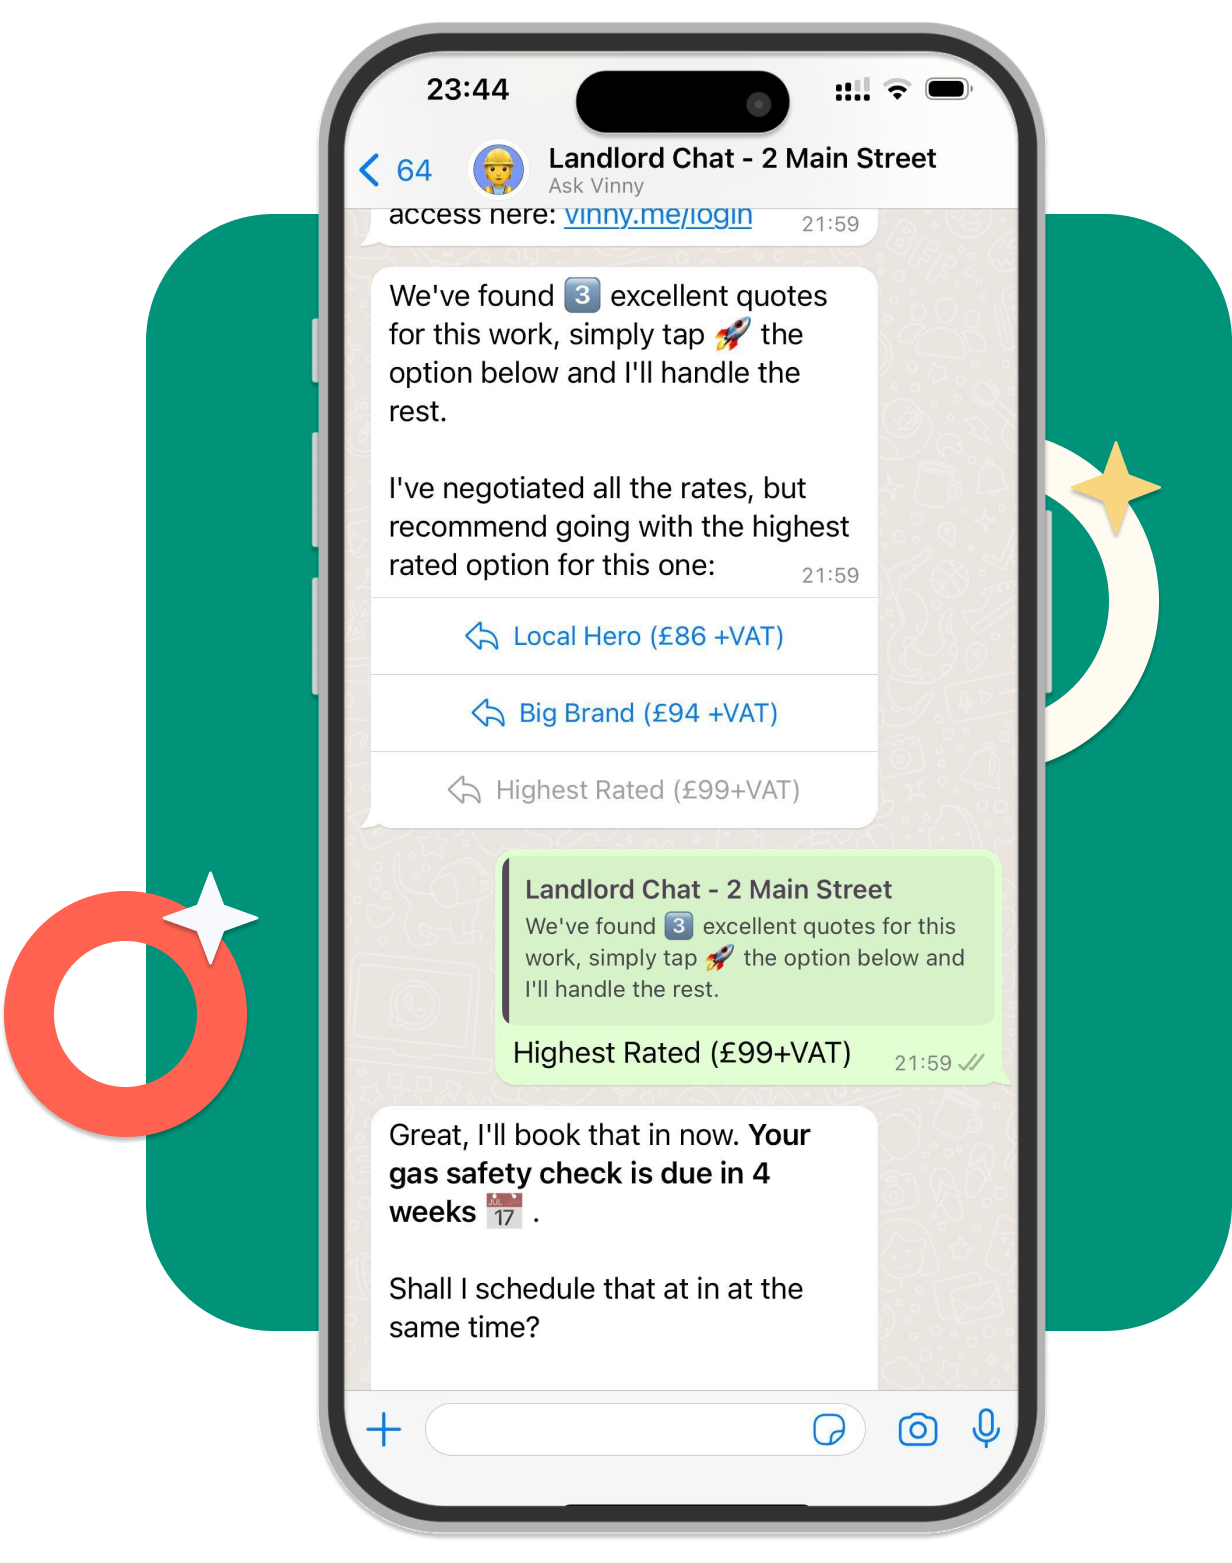 23:44
64
Landlord Chat - 2 Main Street
Ask Vinny
access here: vinny.me/login
21:59
We've found 3 excellent quotes
for this work, simply tap 🚀 the
option below and I'll handle the
rest.
I've negotiated all the rates, but
recommend going with the highest
rated option for this one:
21:59
Local Hero (£86 +VAT)
Big Brand (£94 +VAT)
Highest Rated (£99+VAT)
Landlord Chat - 2 Main Street
We've found 3 excellent quotes for this
work, simply tap 🚀 the option below and
I'll handle the rest.
Highest Rated (£99+VAT)
21:59
Great, I'll book that in now. Your
gas safety check is due in 4
weeks 📅 .
JUL
17
Shall I schedule that at in at the
same time?